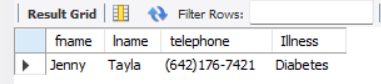 Result Grid Filter Rows:
fname lname telephone Illness
Jenny Tayla (642)176-7421 Diabetes